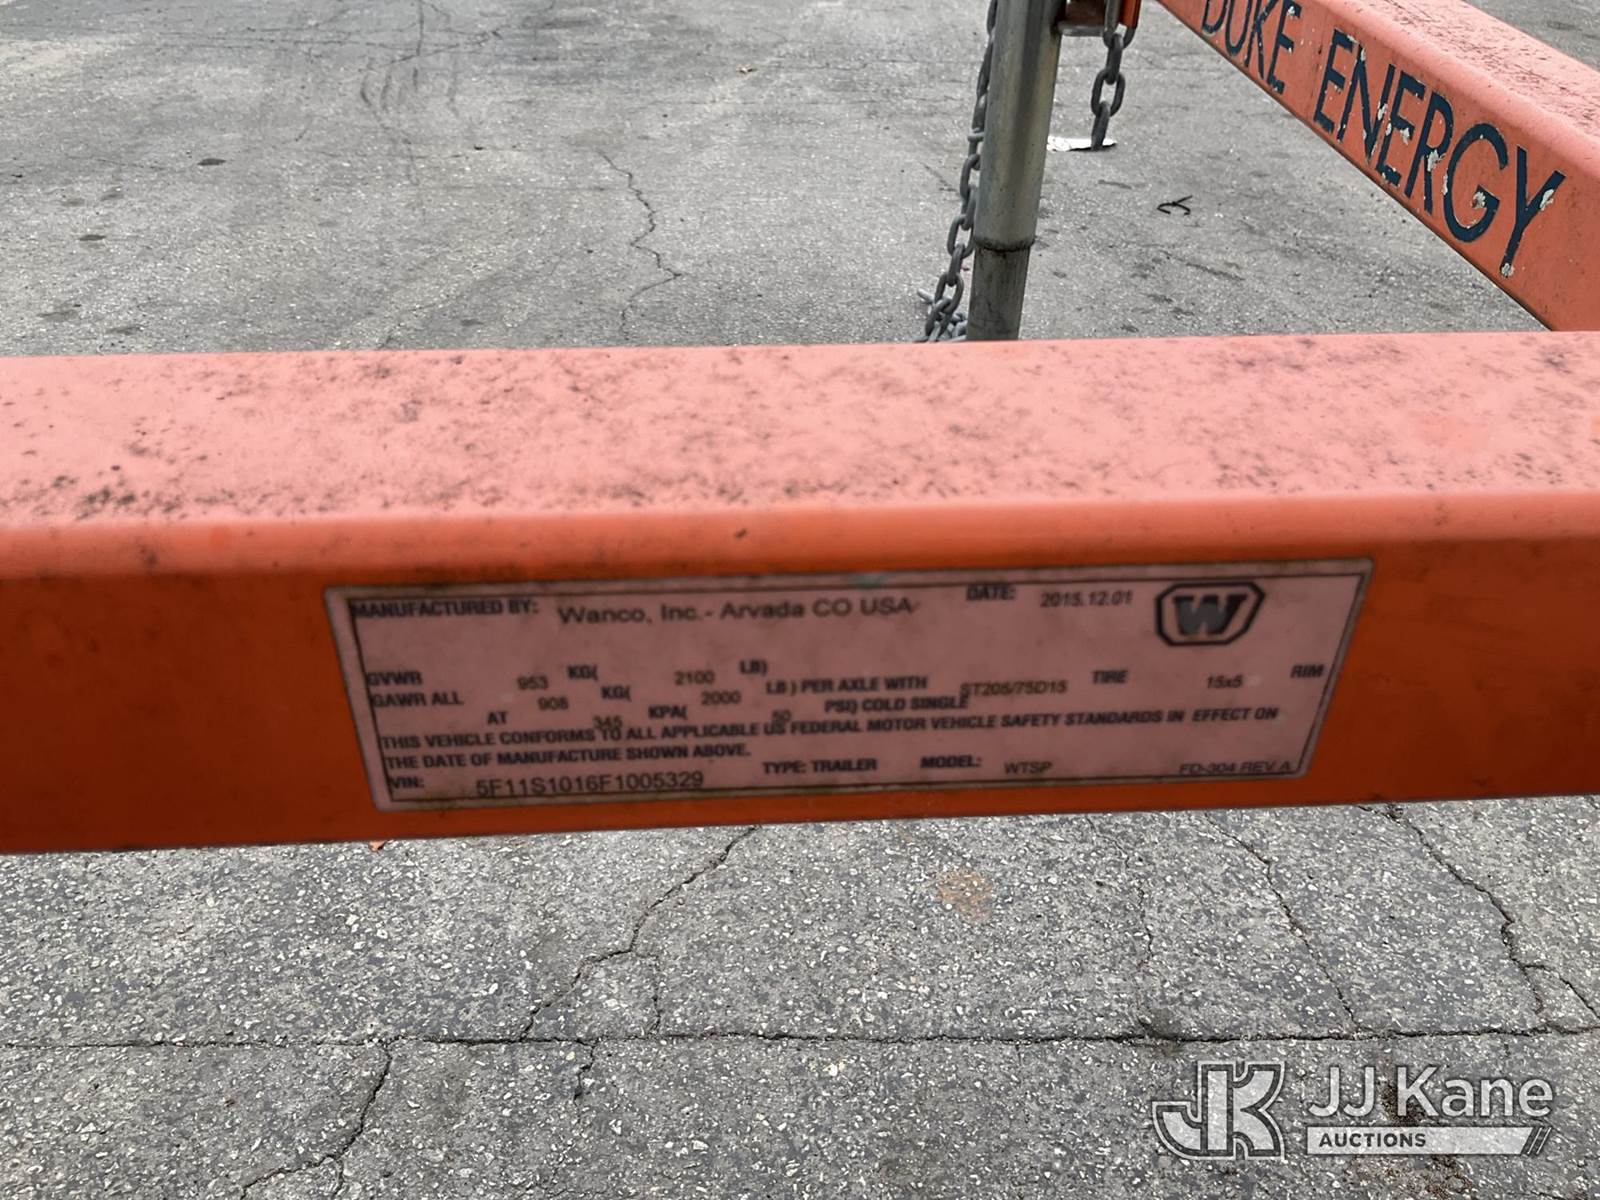 DUKE ENERGY
MANUFACTURED BY: Wanco, Inc.- Arvada CO USA DATE: 2015.12.01 W
GVWR 953 KG( 2100 LB)
GAWR ALL 908 KG( 2000 LB ) PER AXLE WITH ST205/75D15 TIRE 15x5 RIM
AT 345 KPA( 50 PSI) COLD SINGLE
THIS VEHICLE CONFORMS TO ALL APPLICABLE US FEDERAL MOTOR VEHICLE SAFETY STANDARDS IN EFFECT ON
THE DATE OF MANUFACTURE SHOWN ABOVE.
VIN: 5F11S1016F1005329 TYPE: TRAILER MODEL: WTSP FD-304 REV A
JK JJ Kane
AUCTIONS